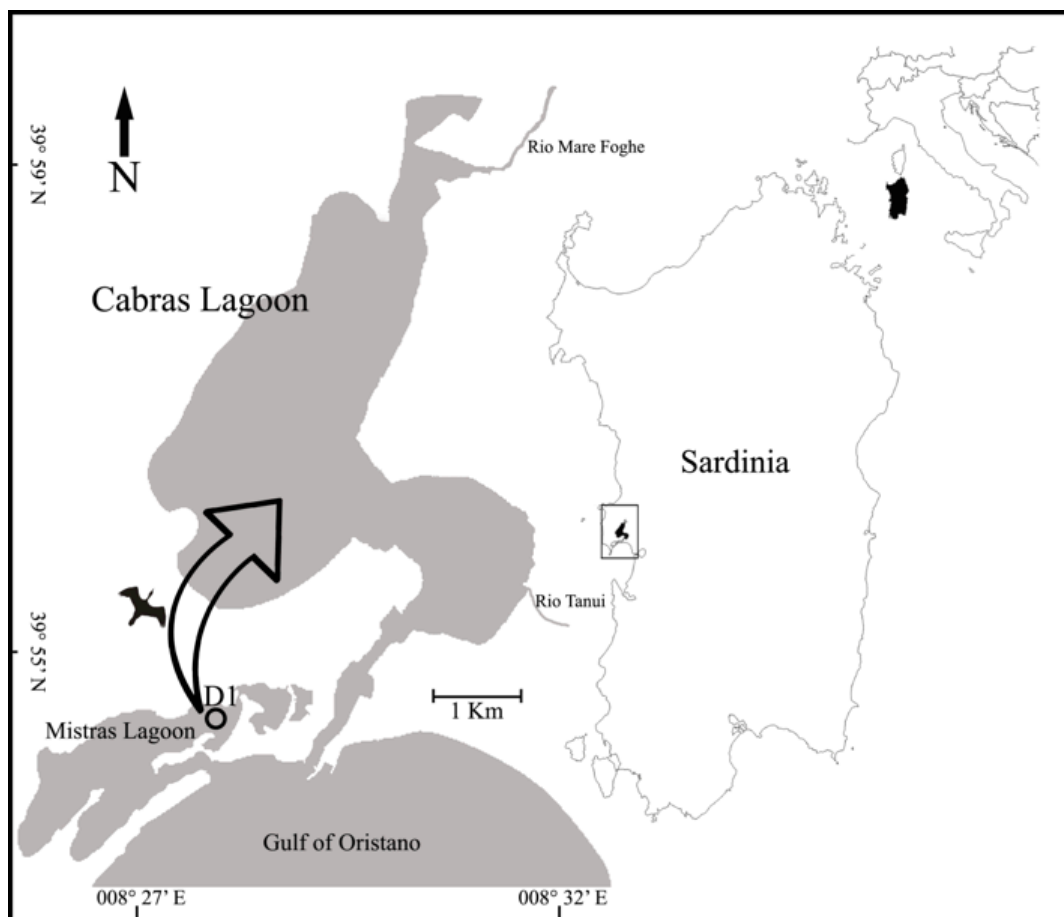 39° 59’ N
N
Rio Mare Foghe
Cabras Lagoon
Sardinia
Rio Tanui
39° 55’ N
D1
1 Km
Mistras Lagoon
Gulf of Oristano
008° 27’ E
008° 32’ E